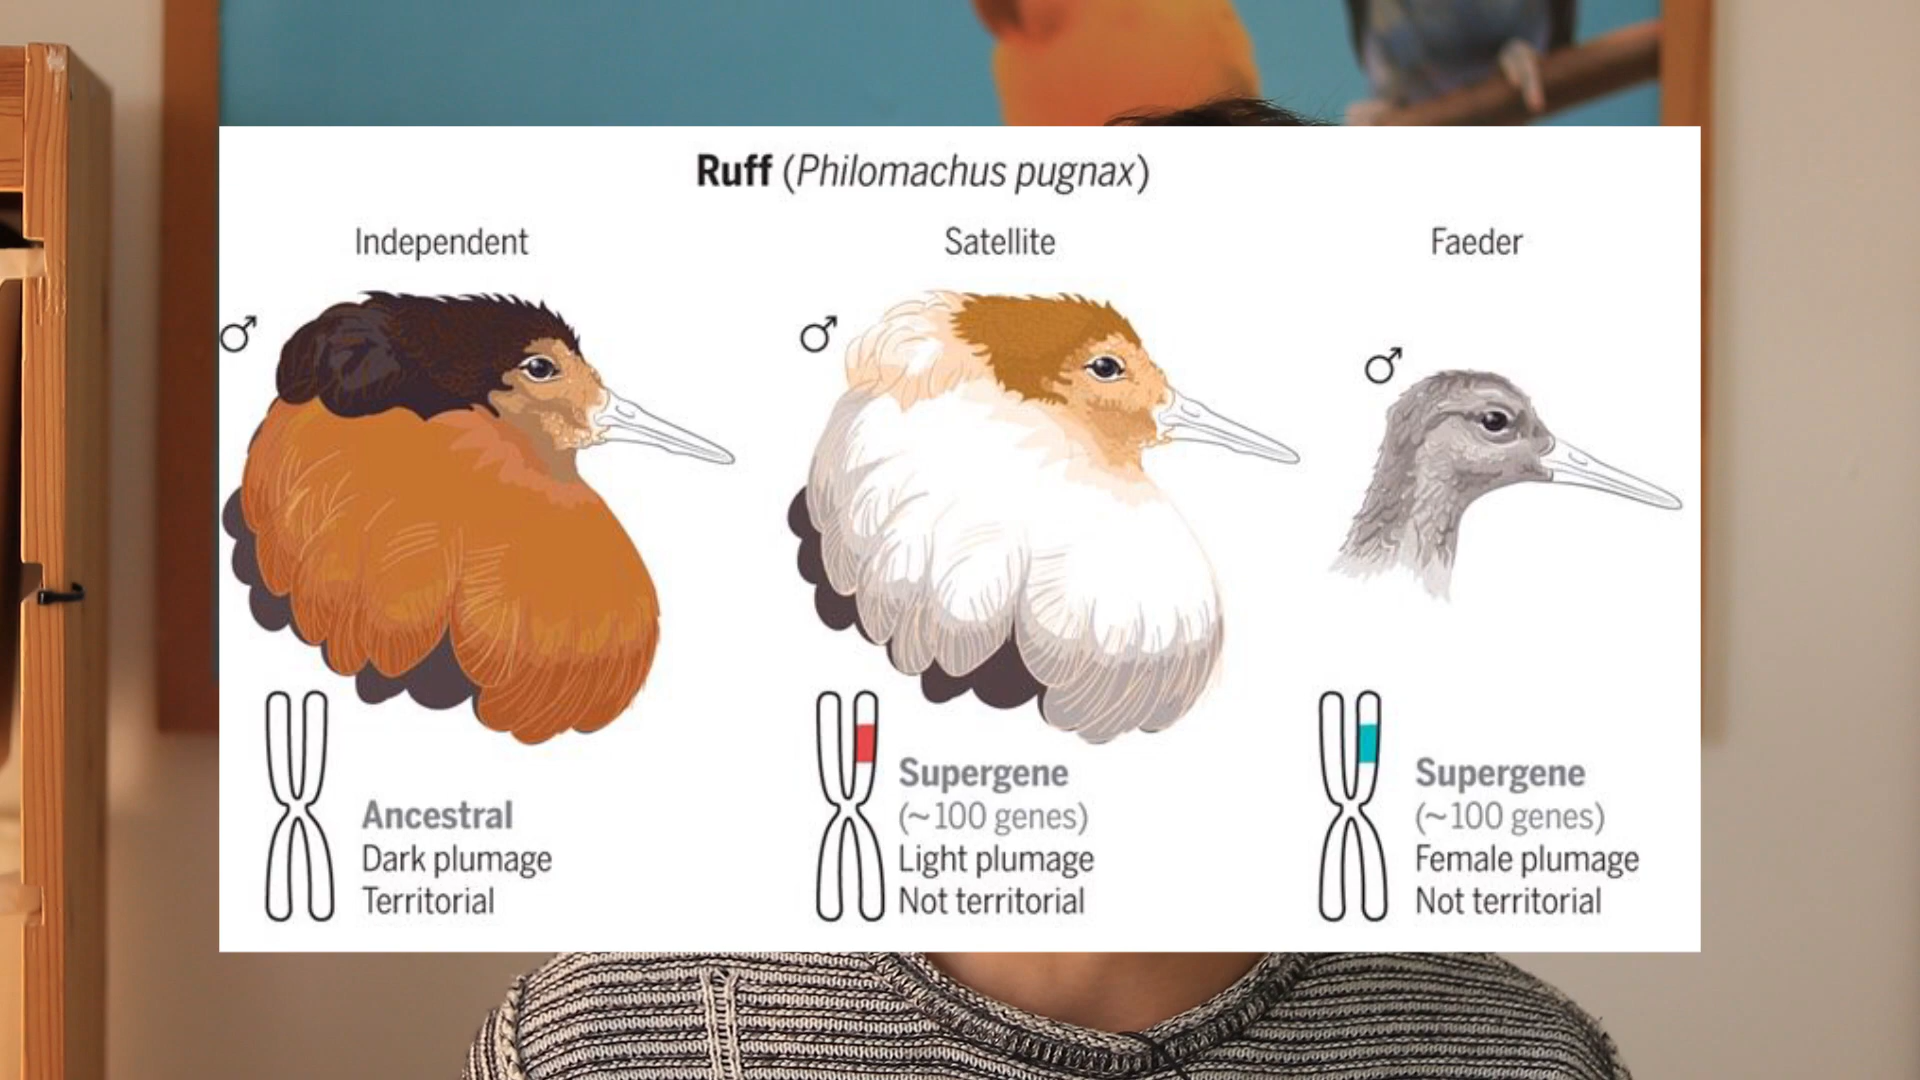 Ruff (Philomachus pugnax)
Independent
Satellite
Faeder
Ancestral
Dark plumage
Territorial
Supergene
(~100 genes)
Light plumage
Not territorial
Supergene
(~100 genes)
Female plumage
Not territorial